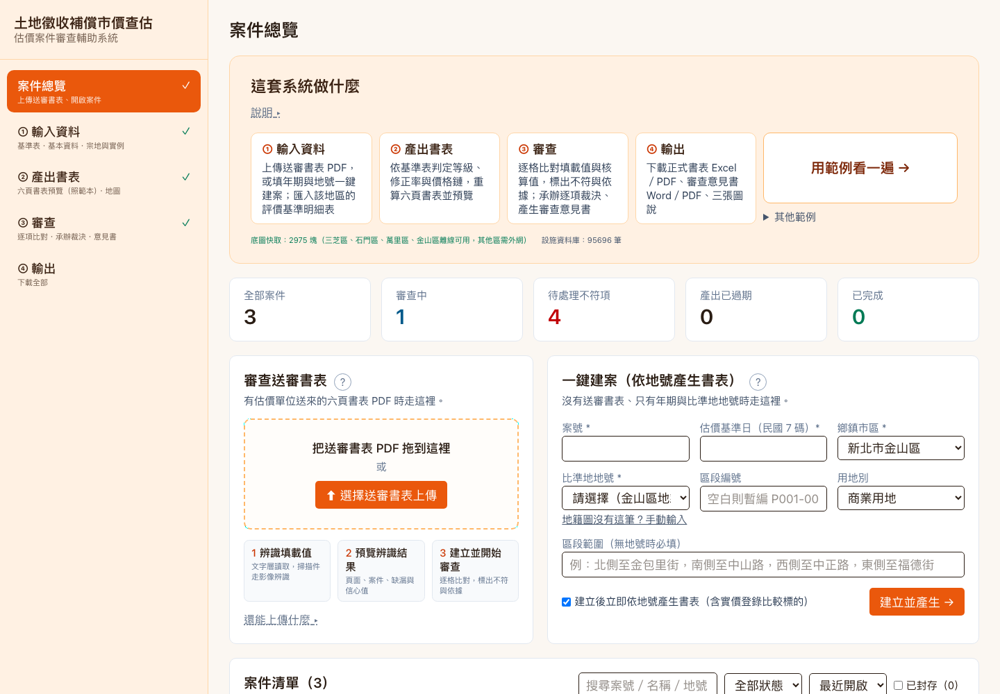 土地徵收補償市價查估
估價案件審查輔助系統
案件總覽
上傳送審書表、開啟案件
① 輸入資料
基準表 · 基本資料 · 宗地與實例
② 產出書表
六頁書表預覽（照範本）· 地圖
③ 審查
逐項比對 · 承辦裁決 · 意見書
④ 輸出
下載全部
案件總覽
這套系統做什麼
說明 ▸
① 輸入資料
上傳送審書表 PDF，
或填年期與地號一鍵
建案；匯入該地區的
評價基準明細表
② 產出書表
依基準表判定等級、
修正率與價格鏈，重
算六頁書表並預覽
③ 審查
逐格比對填載值與核
算值，標出不符與依
據；承辦逐項裁決、
產生審查意見書
④ 輸出
下載正式書表 Excel
/ PDF、審查意見書
Word / PDF、三張圖
說
用範例看一遍 →
▶ 其他範例
底圖快取：2975 塊（三芝區、石門區、萬里區、金山區離線可用，其他區需外網） 設施資料庫：95696 筆
全部案件
3
審查中
1
待處理不符項
4
產出已過期
0
已完成
0
審查送審書表 ?
有估價單位送來的六頁書表 PDF 時走這裡。
把送審書表 PDF 拖到這裡
或
⬆ 選擇送審書表上傳
1 辨識填載值
文字層讀取，掃描件
走影像辨識
2 預覽辨識結
果
頁面、案件、缺漏與
信心值
3 建立並開始
審查
逐格比對，標出不符
與依據
還能上傳什麼 ▸
一鍵建案（依地號產生書表） ?
沒有送審書表、只有年期與比準地地號時走這裡。
案號 * 估價基準日（民國 7 碼）* 鄉鎮市區 *
新北市金山區
比準地地號 * 區段編號 用地別
請選擇（金山區地 空白則暫編 P001-00 商業用地
地籍圖沒有這筆？手動輸入
區段範圍（無地號時必填）
例：北側至金包里街，南側至中山路，西側至中正路，東側至福德街
建立後立即依地號產生書表（含實價登錄比較標的） 建立並產生 →
案件清單（3） 搜尋案號 / 名稱 / 地號 全部狀態 最近開啟 已封存（0）